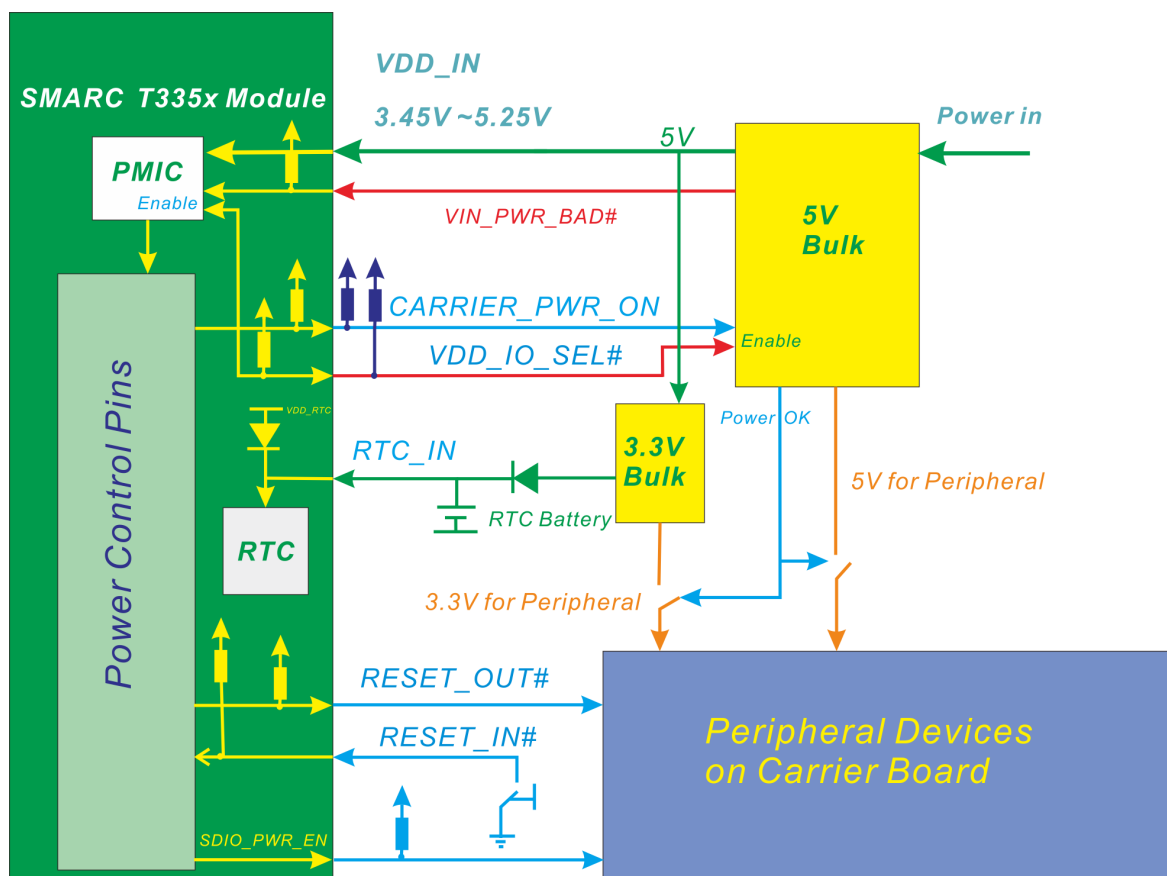 VDD_IN
SMARC T335x Module
3.45V ~5.25V
Power in
5V
PMIC
Enable
VIN_PWR_BAD#
5V
Bulk
CARRIER_PWR_ON
Enable
VDD_IO_SEL#
VDD_RTC
Power OK
RTC_IN
3.3V
Bulk
5V for Peripheral
RTC Battery
RTC
Power Control Pins
3.3V for Peripheral
RESET_OUT#
RESET_IN#
Peripheral Devices
on Carrier Board
SDIO_PWR_EN